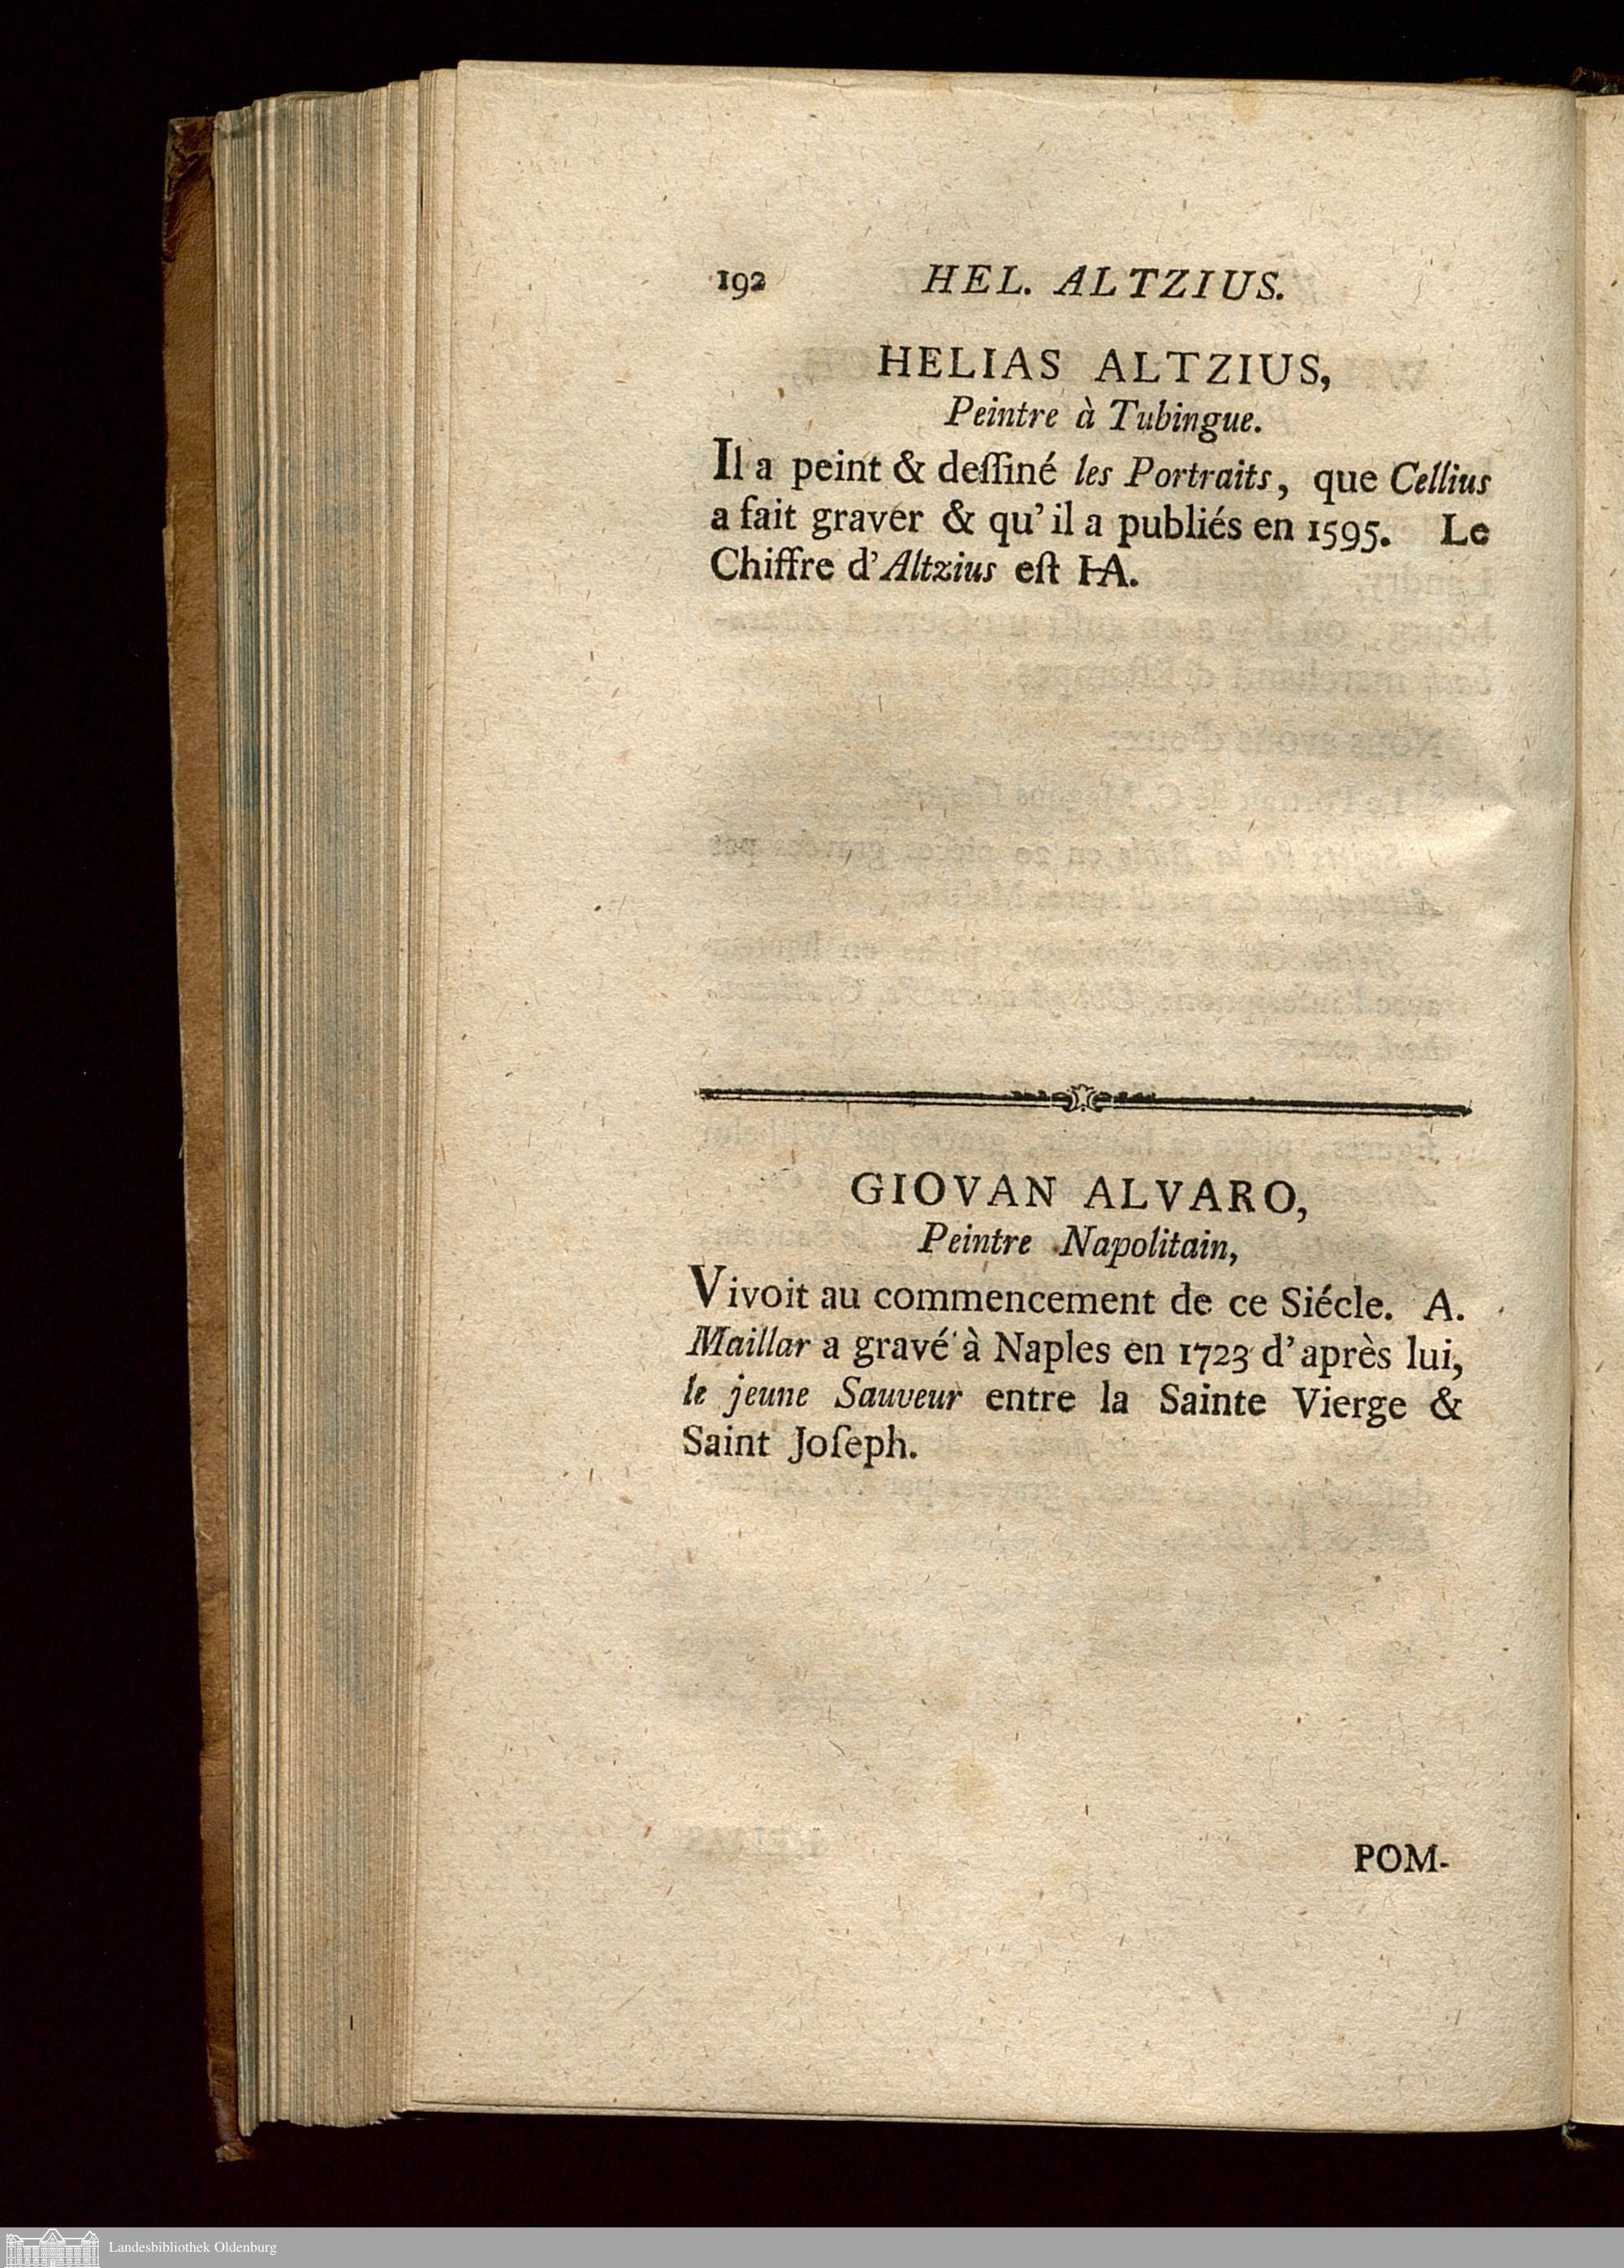 192 HEL. ALTZIUS.
HELIAS ALTZIUS,
Peintre à Tubingue.
Il a peint & deſſiné les Portraits, que Cellius
a fait graver & qu'il a publiés en 1595. Le
Chiffre d'Altzius eſt HA.
GIOVAN ALVARO,
Peintre Napolitain,
Vivoit au commencement de ce Siécle. A.
Maillar a gravé à Naples en 1723 d'après lui,
le jeune Sauveur entre la Sainte Vierge &
Saint Joſeph.
POM-
Landesbibliothek Oldenburg